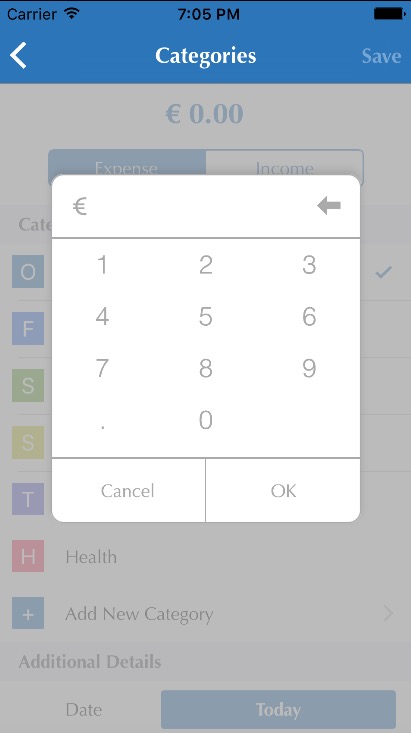 Carrier 7:05 PM
Categories Save
€ 0.00
Expense Income
Cate
€
O
1 2 3
F
4 5 6
S
7 8 9
S
. 0
T
Cancel OK
H Health
+ Add New Category
Additional Details
Date Today